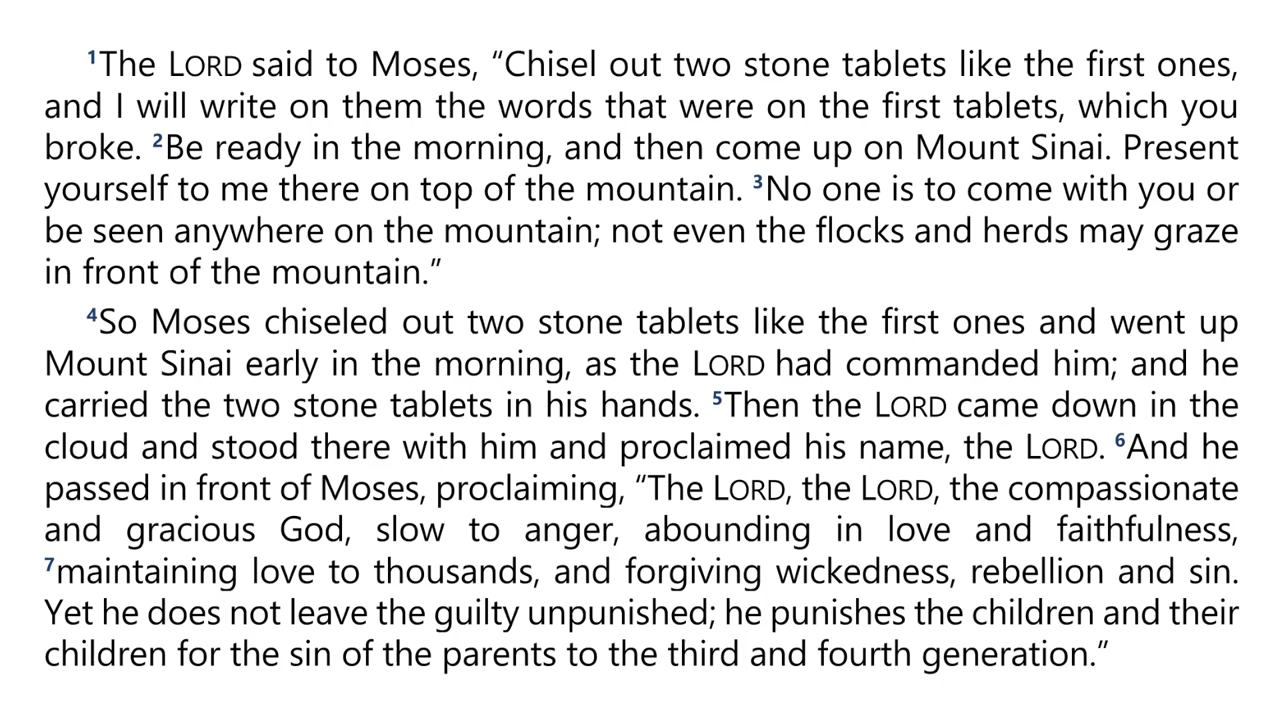 ¹The LORD said to Moses, “Chisel out two stone tablets like the first ones,
and I will write on them the words that were on the first tablets, which you
broke. ²Be ready in the morning, and then come up on Mount Sinai. Present
yourself to me there on top of the mountain. ³No one is to come with you or
be seen anywhere on the mountain; not even the flocks and herds may graze
in front of the mountain.”
⁴So Moses chiseled out two stone tablets like the first ones and went up
Mount Sinai early in the morning, as the LORD had commanded him; and he
carried the two stone tablets in his hands. ⁵Then the LORD came down in the
cloud and stood there with him and proclaimed his name, the LORD. ⁶And he
passed in front of Moses, proclaiming, “The LORD, the LORD, the compassionate
and gracious God, slow to anger, abounding in love and faithfulness,
⁷maintaining love to thousands, and forgiving wickedness, rebellion and sin.
Yet he does not leave the guilty unpunished; he punishes the children and their
children for the sin of the parents to the third and fourth generation.”